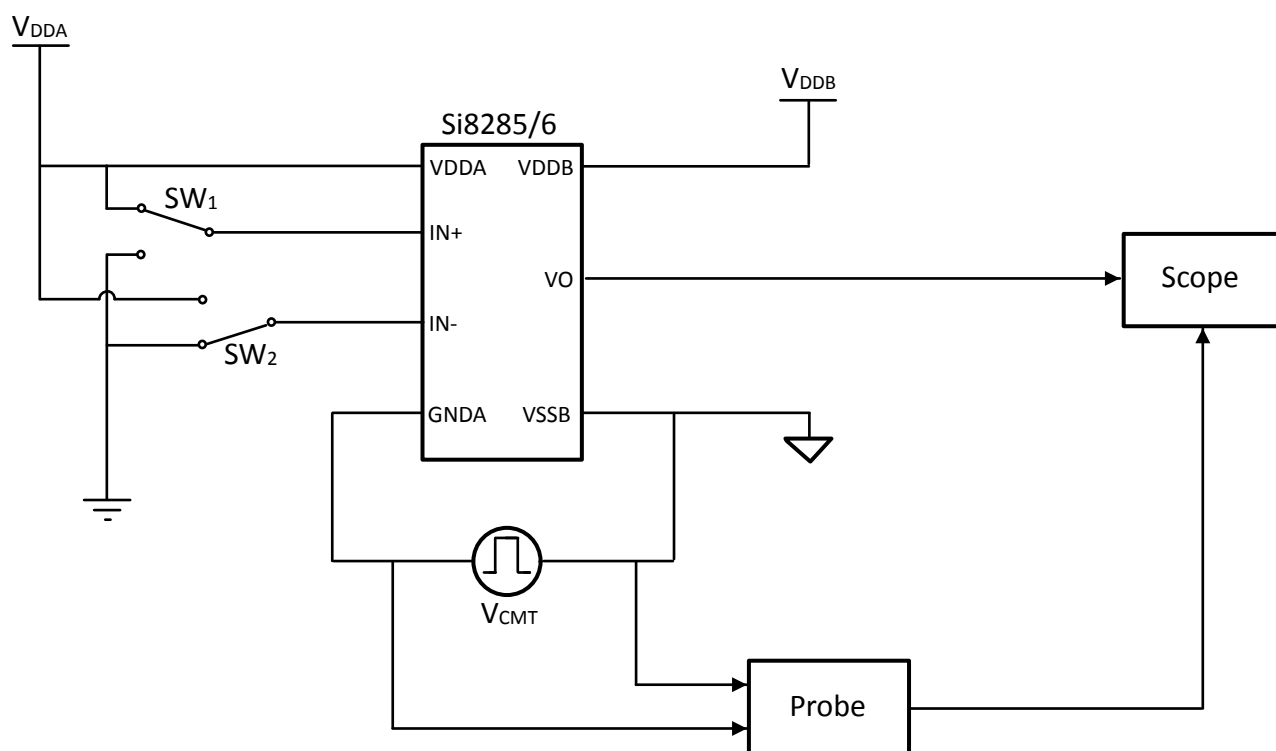 VDDA
VDDB
Si8285/6
VDDA VDDB
SW1
IN+
VO
Scope
IN-
SW2
GNDA VSSB
VCMT
Probe